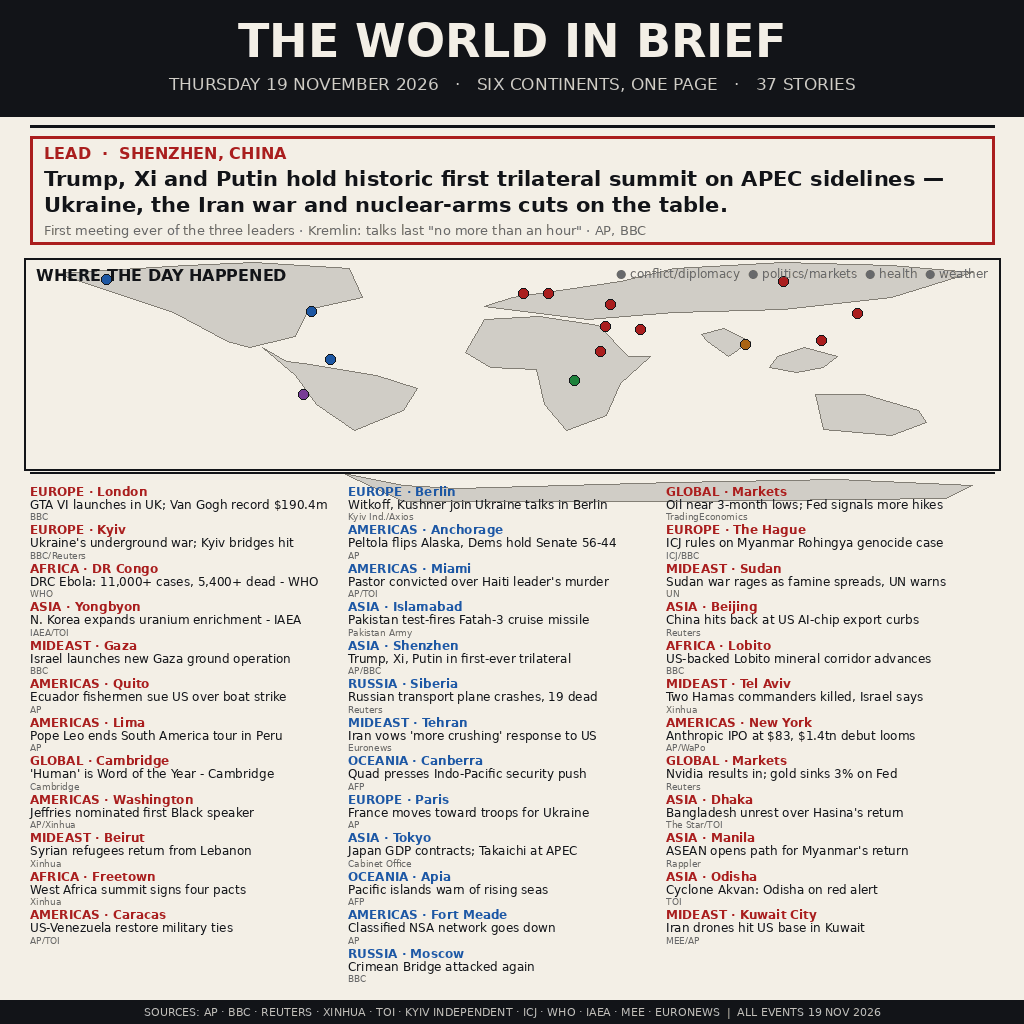 THE WORLD IN BRIEF
THURSDAY 19 NOVEMBER 2026 · SIX CONTINENTS, ONE PAGE · 37 STORIES
LEAD · SHENZHEN, CHINA
Trump, Xi and Putin hold historic first trilateral summit on APEC sidelines —
Ukraine, the Iran war and nuclear-arms cuts on the table.
First meeting ever of the three leaders · Kremlin: talks last "no more than an hour" · AP, BBC
WHERE THE DAY HAPPENED
● conflict/diplomacy ● politics/markets ● health ● weather
EUROPE · London
GTA VI launches in UK; Van Gogh record $190.4m
BBC
EUROPE · Kyiv
Ukraine's underground war; Kyiv bridges hit
BBC/Reuters
AFRICA · DR Congo
DRC Ebola: 11,000+ cases, 5,400+ dead - WHO
WHO
ASIA · Yongbyon
N. Korea expands uranium enrichment - IAEA
IAEA/TOI
MIDEAST · Gaza
Israel launches new Gaza ground operation
BBC
AMERICAS · Quito
Ecuador fishermen sue US over boat strike
AP
AMERICAS · Lima
Pope Leo ends South America tour in Peru
AP
GLOBAL · Cambridge
'Human' is Word of the Year - Cambridge
Cambridge
AMERICAS · Washington
Jeffries nominated first Black speaker
AP/Xinhua
MIDEAST · Beirut
Syrian refugees return from Lebanon
Xinhua
AFRICA · Freetown
West Africa summit signs four pacts
Xinhua
AMERICAS · Caracas
US-Venezuela restore military ties
AP/TOI
EUROPE · Berlin
Witkoff, Kushner join Ukraine talks in Berlin
Kyiv Ind./Axios
AMERICAS · Anchorage
Peltola flips Alaska, Dems hold Senate 56-44
AP
AMERICAS · Miami
Pastor convicted over Haiti leader's murder
AP/TOI
ASIA · Islamabad
Pakistan test-fires Fatah-3 cruise missile
Pakistan Army
ASIA · Shenzhen
Trump, Xi, Putin in first-ever trilateral
AP/BBC
RUSSIA · Siberia
Russian transport plane crashes, 19 dead
Reuters
MIDEAST · Tehran
Iran vows 'more crushing' response to US
Euronews
OCEANIA · Canberra
Quad presses Indo-Pacific security push
AFP
EUROPE · Paris
France moves toward troops for Ukraine
AP
ASIA · Tokyo
Japan GDP contracts; Takaichi at APEC
Cabinet Office
OCEANIA · Apia
Pacific islands warn of rising seas
AFP
AMERICAS · Fort Meade
Classified NSA network goes down
AP
RUSSIA · Moscow
Crimean Bridge attacked again
BBC
GLOBAL · Markets
Oil near 3-month lows; Fed signals more hikes
TradingEconomics
EUROPE · The Hague
ICJ rules on Myanmar Rohingya genocide case
ICJ/BBC
MIDEAST · Sudan
Sudan war rages as famine spreads, UN warns
UN
ASIA · Beijing
China hits back at US AI-chip export curbs
Reuters
AFRICA · Lobito
US-backed Lobito mineral corridor advances
BBC
MIDEAST · Tel Aviv
Two Hamas commanders killed, Israel says
Xinhua
AMERICAS · New York
Anthropic IPO at $83, $1.4tn debut looms
AP/WaPo
GLOBAL · Markets
Nvidia results in; gold sinks 3% on Fed
Reuters
ASIA · Dhaka
Bangladesh unrest over Hasina's return
The Star/TOI
ASIA · Manila
ASEAN opens path for Myanmar's return
Rappler
ASIA · Odisha
Cyclone Akvan: Odisha on red alert
TOI
MIDEAST · Kuwait City
Iran drones hit US base in Kuwait
MEE/AP
SOURCES: AP · BBC · REUTERS · XINHUA · TOI · KYIV INDEPENDENT · ICJ · WHO · IAEA · MEE · EURONEWS | ALL EVENTS 19 NOV 2026